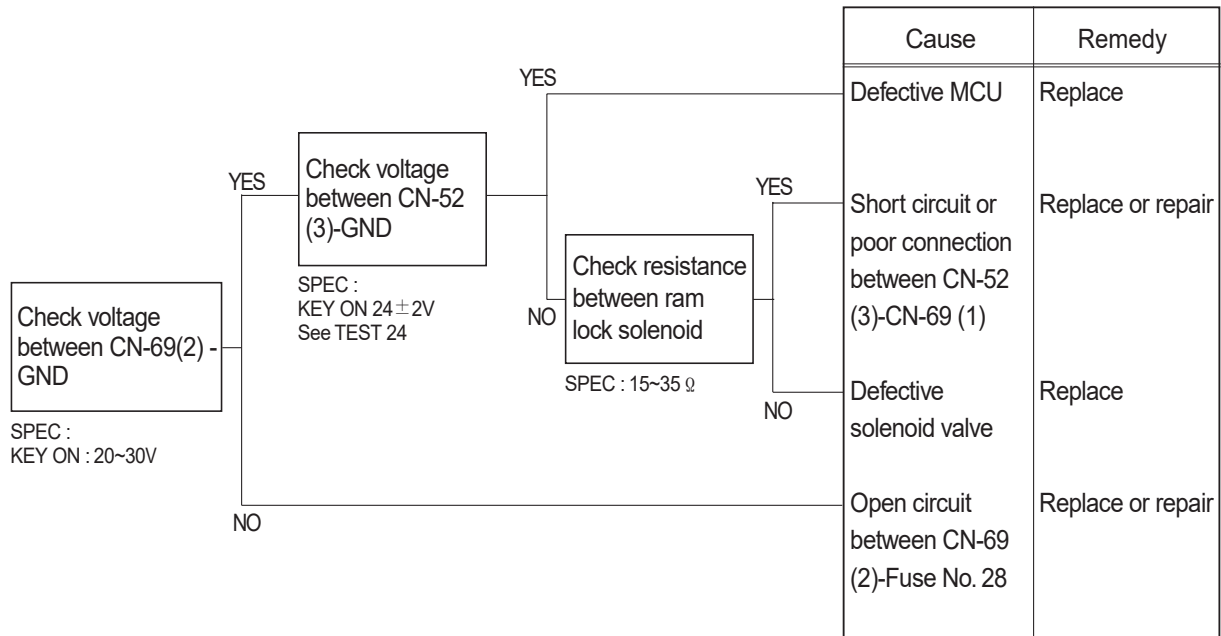 Cause
Remedy
YES
Defective MCU
Replace
Check voltage
between CN-52
(3)-GND
YES
SPEC :
KEY ON 24±2V
See TEST 24
YES
Short circuit or
poor connection
between CN-52
(3)-CN-69 (1)
Replace or repair
Check resistance
between ram
lock solenoid
NO
SPEC : 15~35 Ω
Check voltage
between CN-69(2) -
GND
SPEC :
KEY ON : 20~30V
NO
Defective
solenoid valve
Replace
NO
Open circuit
between CN-69
(2)-Fuse No. 28
Replace or repair